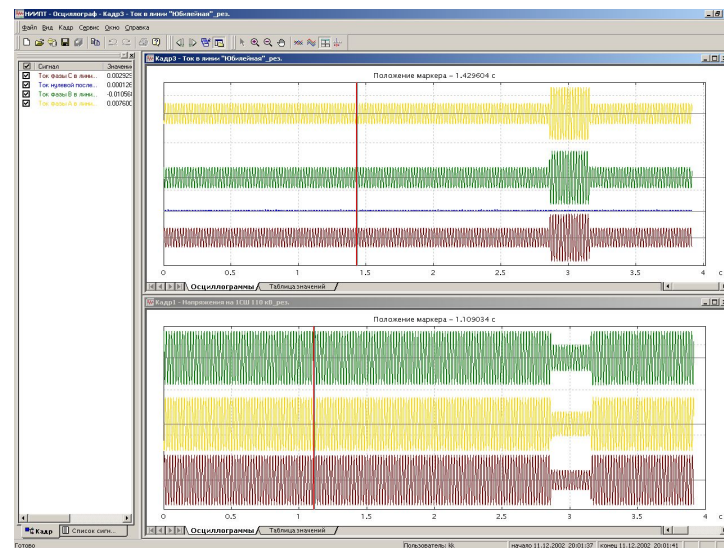 НИИПТ - Осциллограф - Кадр3 - Ток в линии "Юбилейная"_рез.
Файл Вид Кадр Сервис Окно Справка
Сигнал Значени
Ток фазы C в лини... 0.002925
Ток нулевой после... 0.000126
Ток фазы B в лини... -0.01056
Ток фазы A в лини... 0.00760
Кадр3 - Ток в линии "Юбилейная"_рез.
Положение маркера – 1.429604 с
0 0.5 1 1.5 2 2.5 3 3.5 4 с
Осциллограммы Таблица значений
Кадр1 - Напряжения на 1СШ 110 кВ_рез.
Положение маркера – 1.109034 с
0 0.5 1 1.5 2 2.5 3 3.5 4 с
Осциллограммы Таблица значений
Кадр Список сигн...
Готово Пользователь: kk начало 11.12.2002 20:01:37 конец 11.12.2002 20:01:41